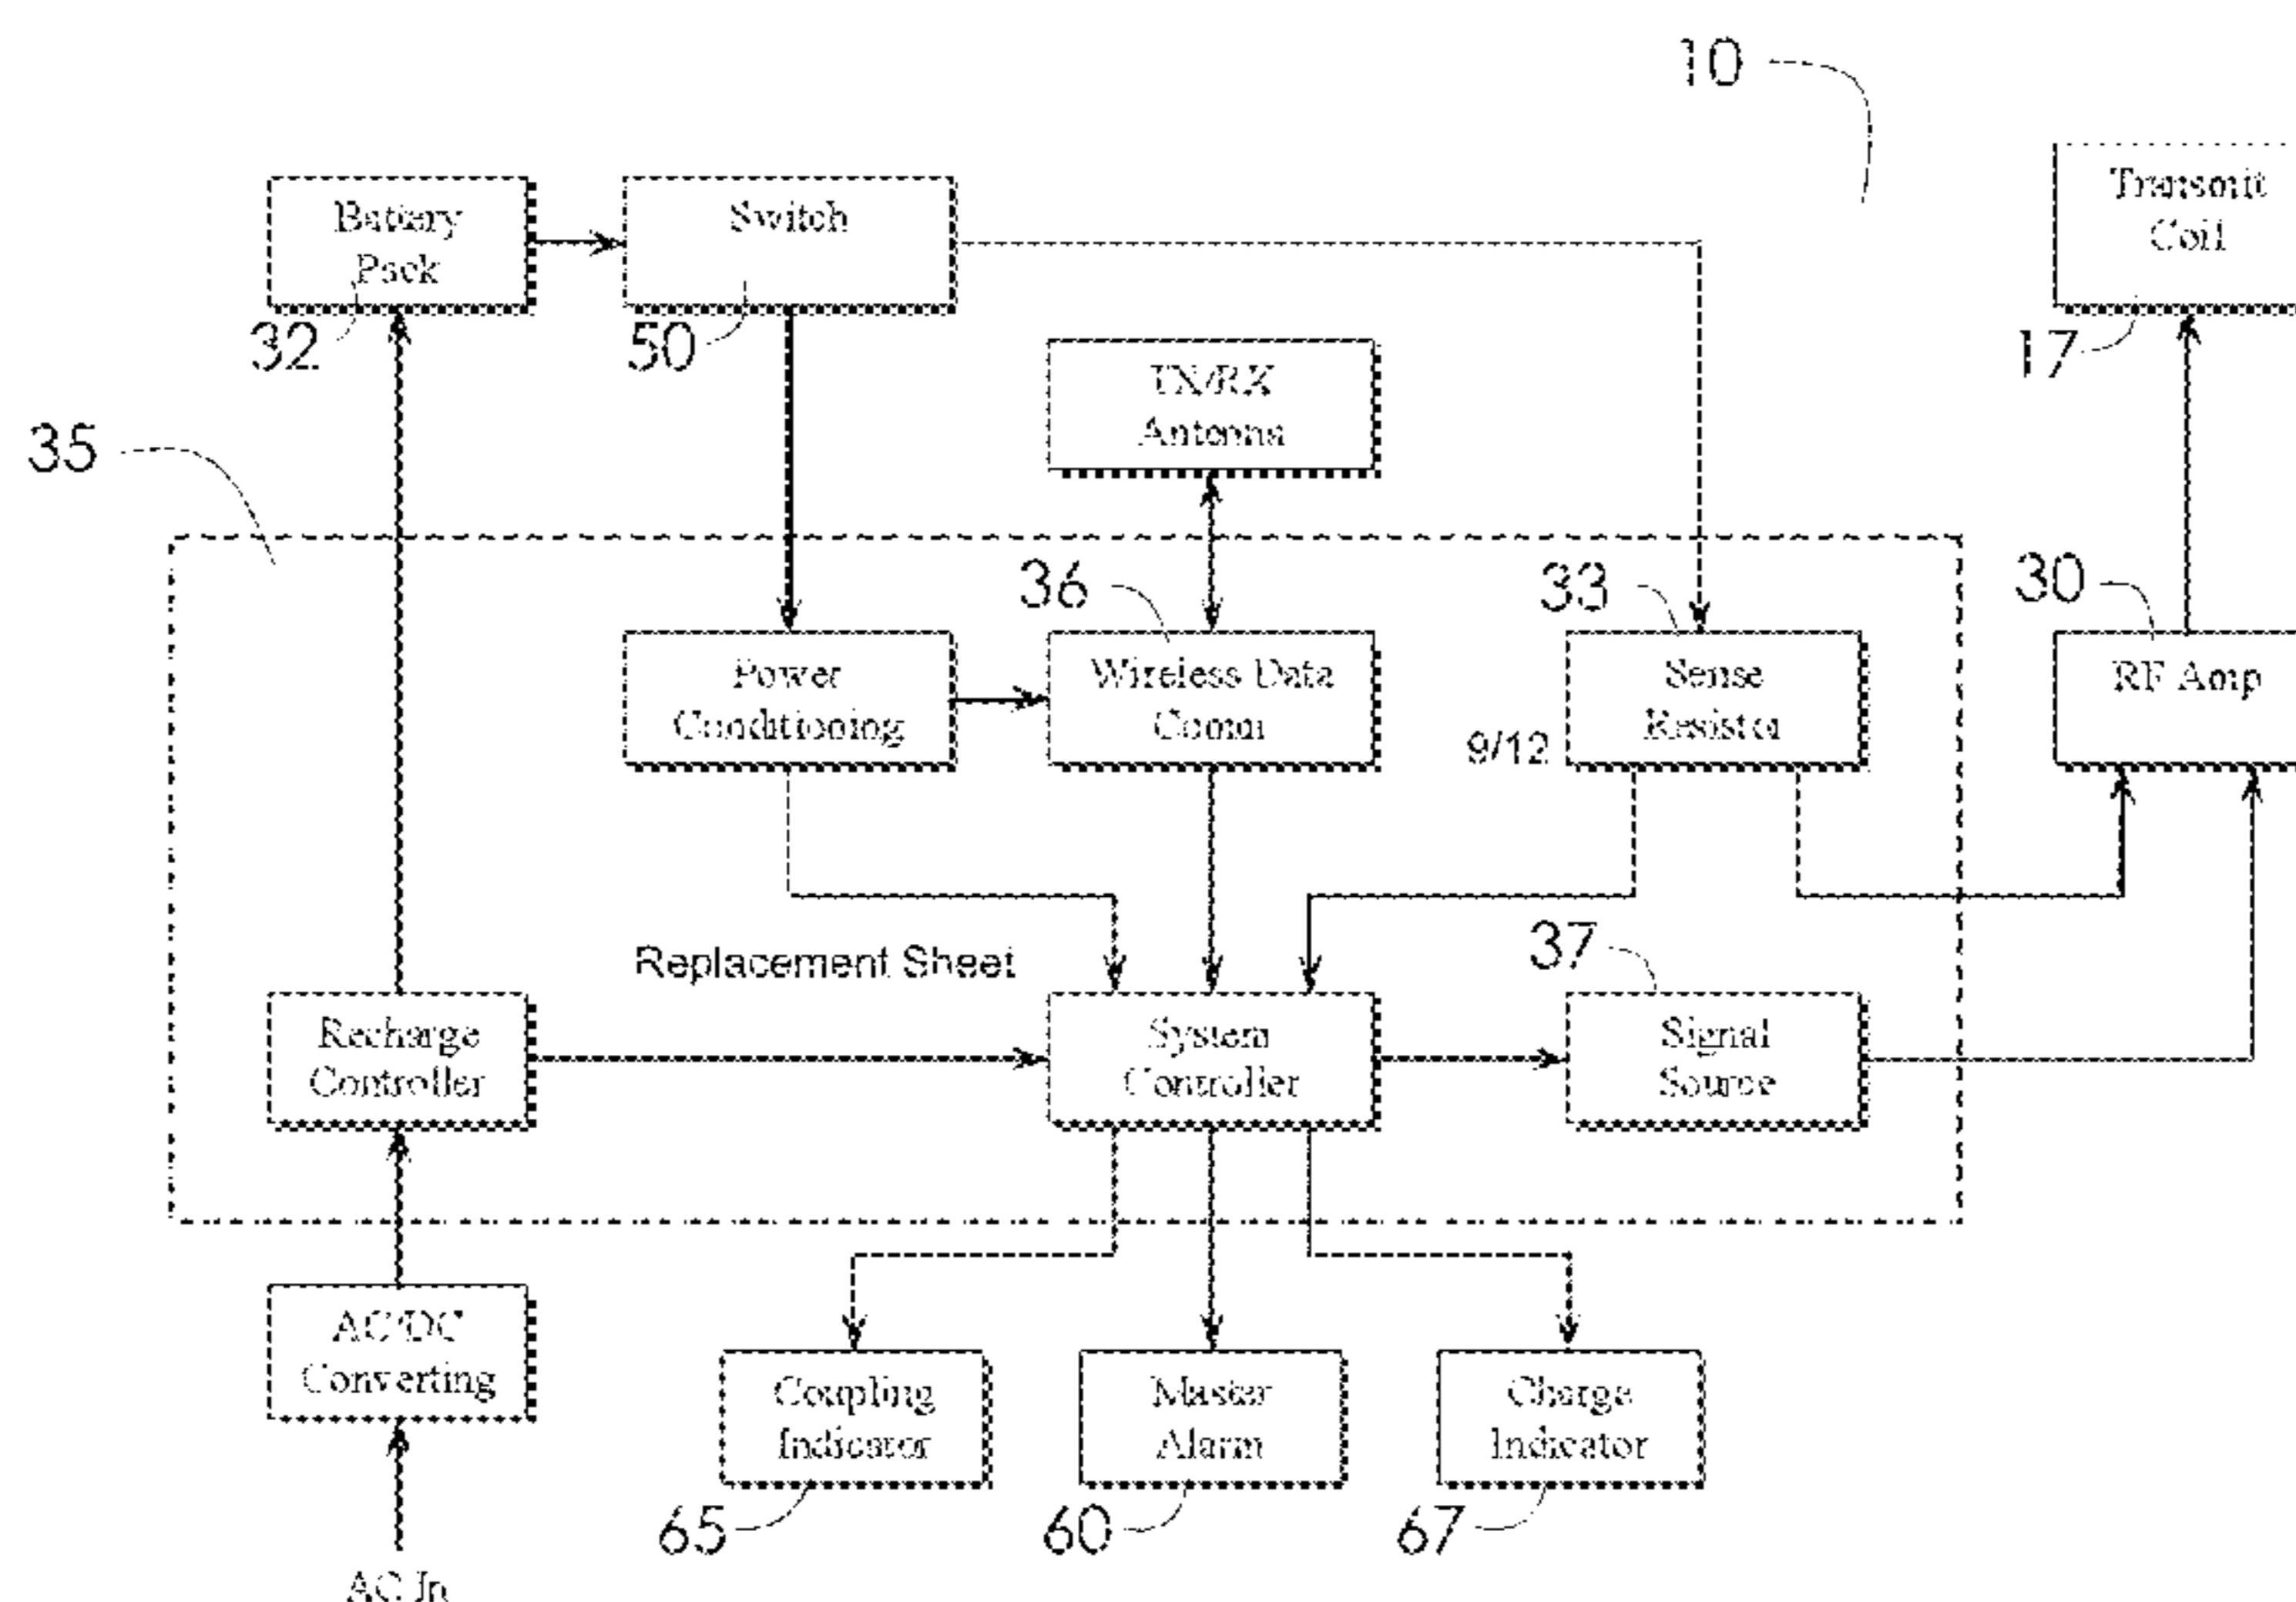 10
Transmit
Coil
Battery
Pack
Switch
32
50
17
TX/RX
Antenna
35
36
33
30
Power
Conditioning
Wireless Data
Comm
Sense
Resistor
RF Amp
9/12
37
Replacement Sheet
Recharge
Controller
System
Controller
Signal
Source
AC/DC
Converting
Coupling
Indicator
Master
Alarm
Charge
Indicator
65
60
67
AC In